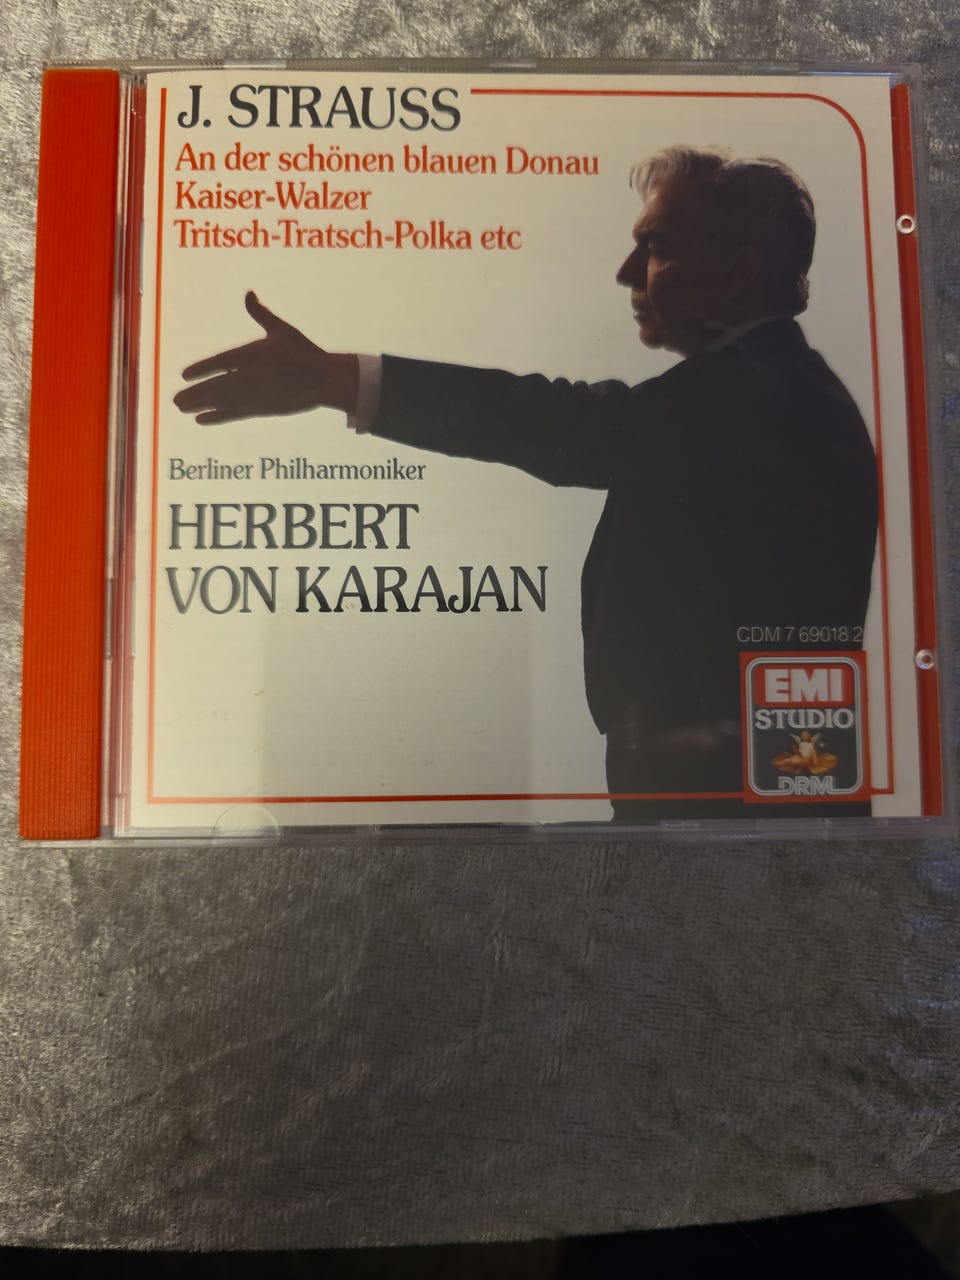 J. STRAUSS
An der schönen blauen Donau
Kaiser-Walzer
Tritsch-Tratsch-Polka etc
Berliner Philharmoniker
HERBERT
VON KARAJAN
CDM 7 69018 2
EMI
STUDIO
DRM